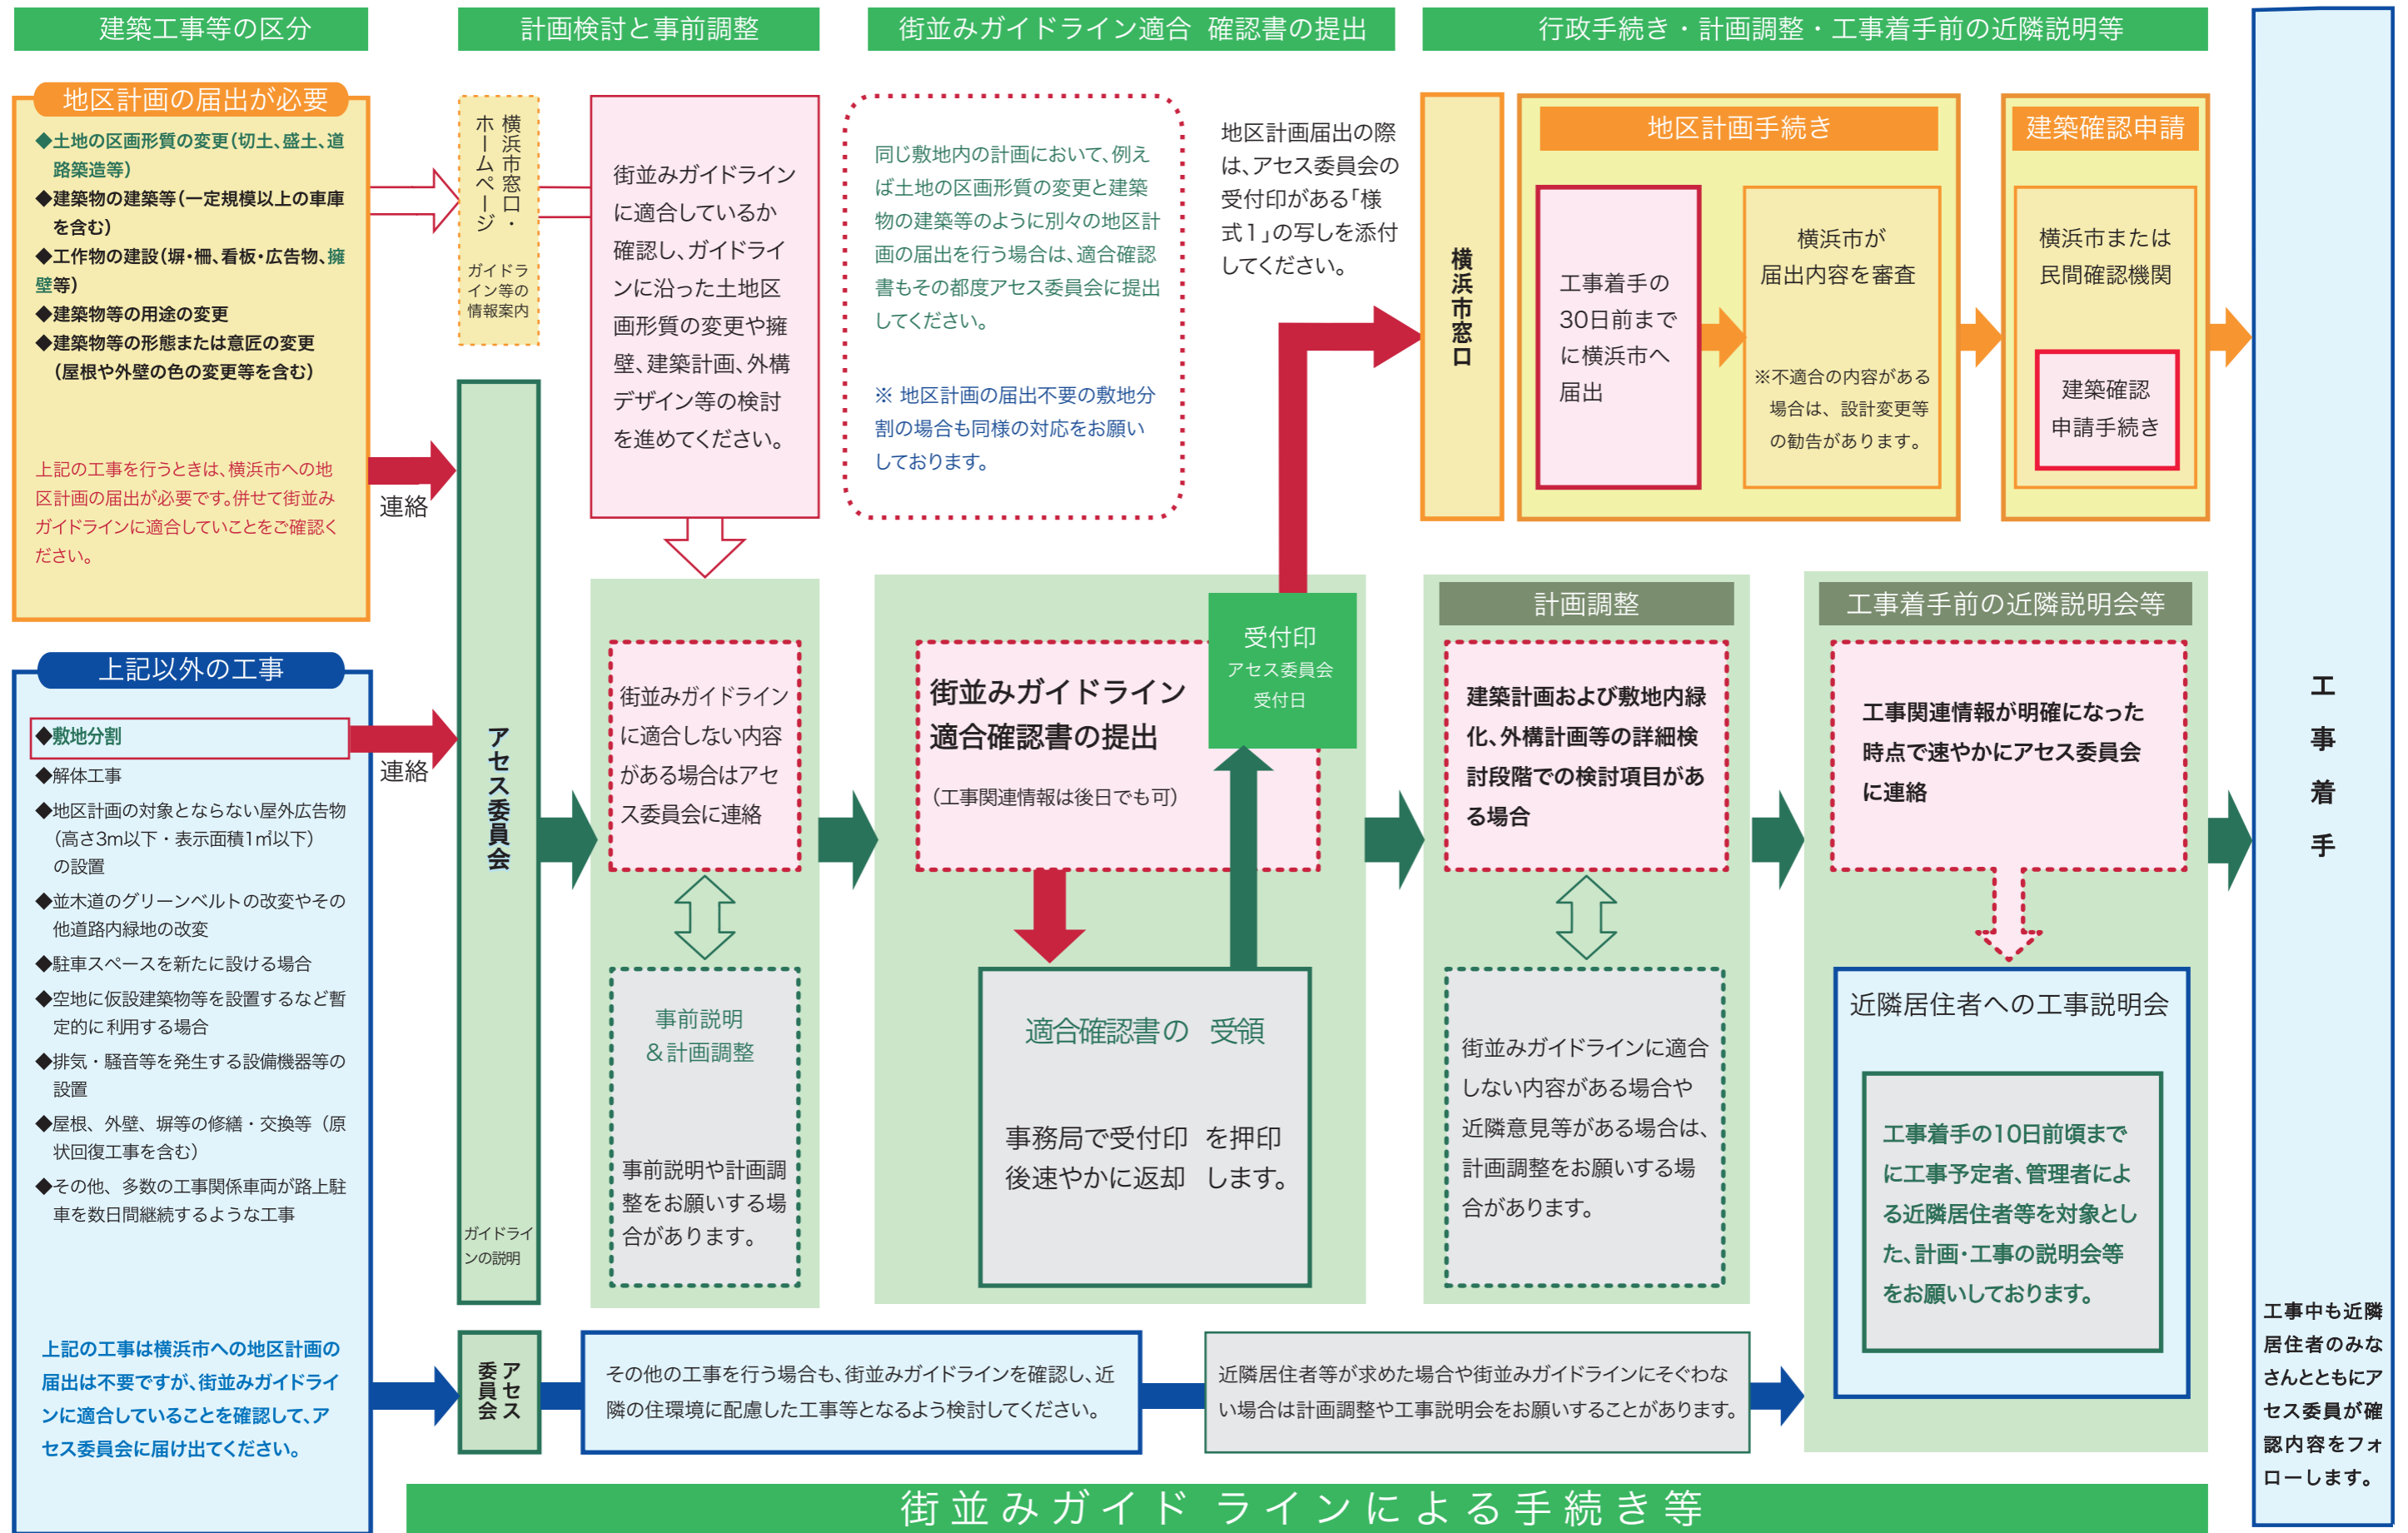 建築工事等の区分
計画検討と事前調整
街並みガイドライン適合 確認書の提出
行政手続き・計画調整・工事着手前の近隣説明等
地区計画の届出が必要
◆土地の区画形質の変更(切土、盛土、道
路築造等)
◆建築物の建築等(一定規模以上の車庫
を含む)
◆工作物の建設(塀・柵、看板・広告物、擁
壁等)
◆建築物等の用途の変更
◆建築物等の形態または意匠の変更
(屋根や外壁の色の変更等を含む)
上記の工事を行うときは、横浜市への地
区計画の届出が必要です。併せて街並み
ガイドラインに適合していことをご確認く
ださい。
連絡
上記以外の工事
◆敷地分割
◆解体工事
◆地区計画の対象とならない屋外広告物
(高さ3m以下・表示面積1㎡以下)
の設置
◆並木道のグリーンベルトの改変やその
他道路内緑地の改変
◆駐車スペースを新たに設ける場合
◆空地に仮設建築物等を設置するなど暫
定的に利用する場合
◆排気・騒音等を発生する設備機器等の
設置
◆屋根、外壁、塀等の修繕・交換等(原
状回復工事を含む)
◆その他、多数の工事関係車両が路上駐
車を数日間継続するような工事
上記の工事は横浜市への地区計画の
届出は不要ですが、街並みガイドライ
ンに適合していることを確認して、ア
セス委員会に届け出てください。
連絡
横浜市窓口・
ホームページ
ガイドラ
イン等の
情報案内
アセス委員会
ガイドライ
ンの説明
街並みガイドライン
に適合しているか
確認し、ガイドライ
ンに沿った土地区
画形質の変更や擁
壁、建築計画、外構
デザイン等の検討
を進めてください。
街並みガイドライン
に適合しない内容
がある場合はアセ
ス委員会に連絡
事前説明
&計画調整
事前説明や計画調
整をお願いする場
合があります。
同じ敷地内の計画において、例え
ば土地の区画形質の変更と建築
物の建築等のように別々の地区計
画の届出を行う場合は、適合確認
書もその都度アセス委員会に提出
してください。
※ 地区計画の届出不要の敷地分
割の場合も同様の対応をお願い
しております。
地区計画届出の際
は、アセス委員会の
受付印がある「様
式1」の写しを添付
してください。
街並みガイドライン
適合確認書の提出
(工事関連情報は後日でも可)
受付印
アセス委員会
受付日
適合確認書の 受領
事務局で受付印 を押印
後速やかに返却 します。
横浜市窓口
地区計画手続き
工事着手の
30日前まで
に横浜市へ
届出
横浜市が
届出内容を審査
※不適合の内容がある
場合は、設計変更等
の勧告があります。
建築確認申請
横浜市または
民間確認機関
建築確認
申請手続き
計画調整
建築計画および敷地内緑
化、外構計画等の詳細検
討段階での検討項目があ
る場合
街並みガイドラインに適合
しない内容がある場合や
近隣意見等がある場合は、
計画調整をお願いする場
合があります。
工事着手前の近隣説明会等
工事関連情報が明確になった
時点で速やかにアセス委員会
に連絡
近隣居住者への工事説明会
工事着手の10日前頃まで
に工事予定者、管理者によ
る近隣居住者等を対象とし
た、計画・工事の説明会等
をお願いしております。
アセス
委員会
その他の工事を行う場合も、街並みガイドラインを確認し、近
隣の住環境に配慮した工事等となるよう検討してください。
近隣居住者等が求めた場合や街並みガイドラインにそぐわな
い場合は計画調整や工事説明会をお願いすることがあります。
工事着手
工事中も近隣
居住者のみな
さんとともにア
セス委員が確
認内容をフォ
ローします。
街並みガイド ラインによる手続き等